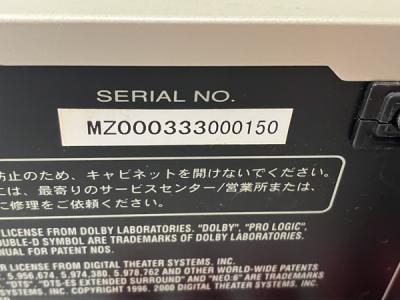 SERIAL NO.
MZ000333000150
防止のため、キャビネットを開けないでください。
には、最寄りのサービスセンター/営業所または、
に修理をご依頼ください。
LICENSE FROM DOLBY LABORATORIES. "DOLBY", "PRO LOGIC",
DOUBLE-D SYMBOL ARE TRADEMARKS OF DOLBY LABORATORIES.
NUAL FOR PATENT NOS.
ER LICENSE FROM DIGITAL THEATER SYSTEMS, INC.
5,956,674, 5,974,380, 5,978,762 AND OTHER WORLD-WIDE PATENTS
"DTS", "DTS-ES EXTENDED SURROUND" AND "NEO:6" ARE
SYSTEMS, INC. COPYRIGHT 1996, 2000 DIGITAL THEATER SYSTEMS,